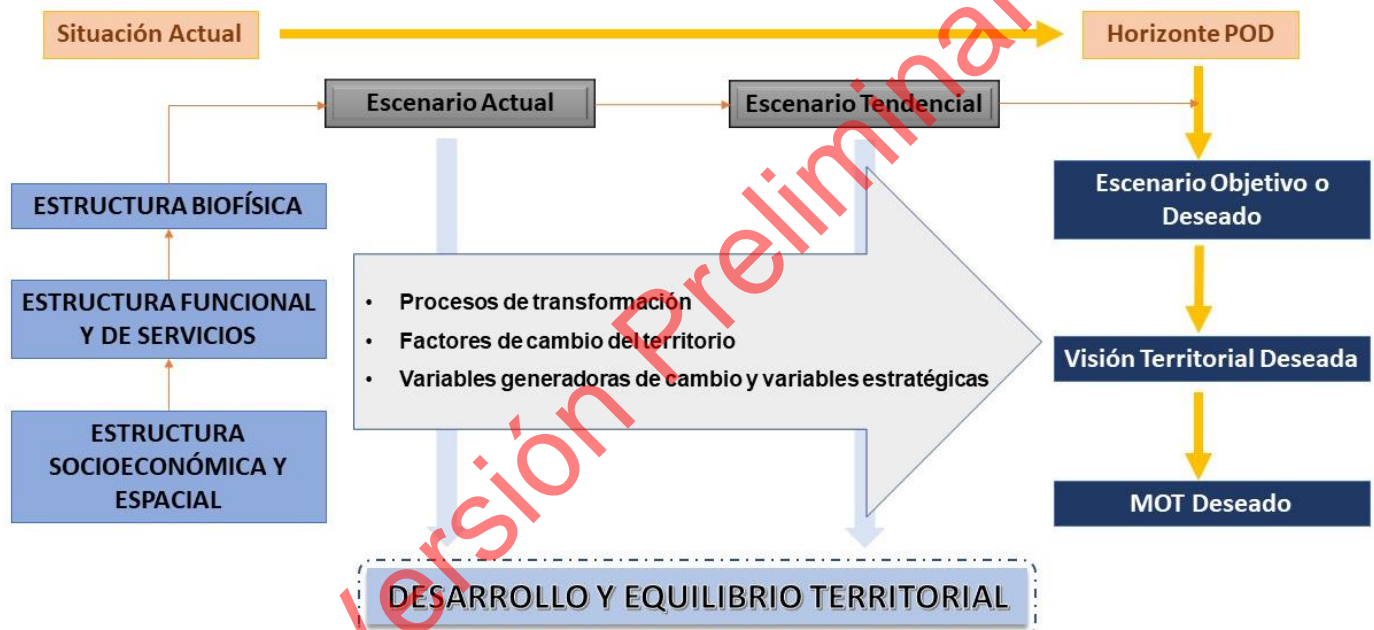 Situación Actual
Horizonte POD
Escenario Actual
Escenario Tendencial
ESTRUCTURA BIOFÍSICA
ESTRUCTURA FUNCIONAL
Y DE SERVICIOS
ESTRUCTURA
SOCIOECONÓMICA Y
ESPACIAL
• Procesos de transformación
• Factores de cambio del territorio
• Variables generadoras de cambio y variables estratégicas
Escenario Objetivo o
Deseado
Visión Territorial Deseada
MOT Deseado
DESARROLLO Y EQUILIBRIO TERRITORIAL
Versión Preliminar